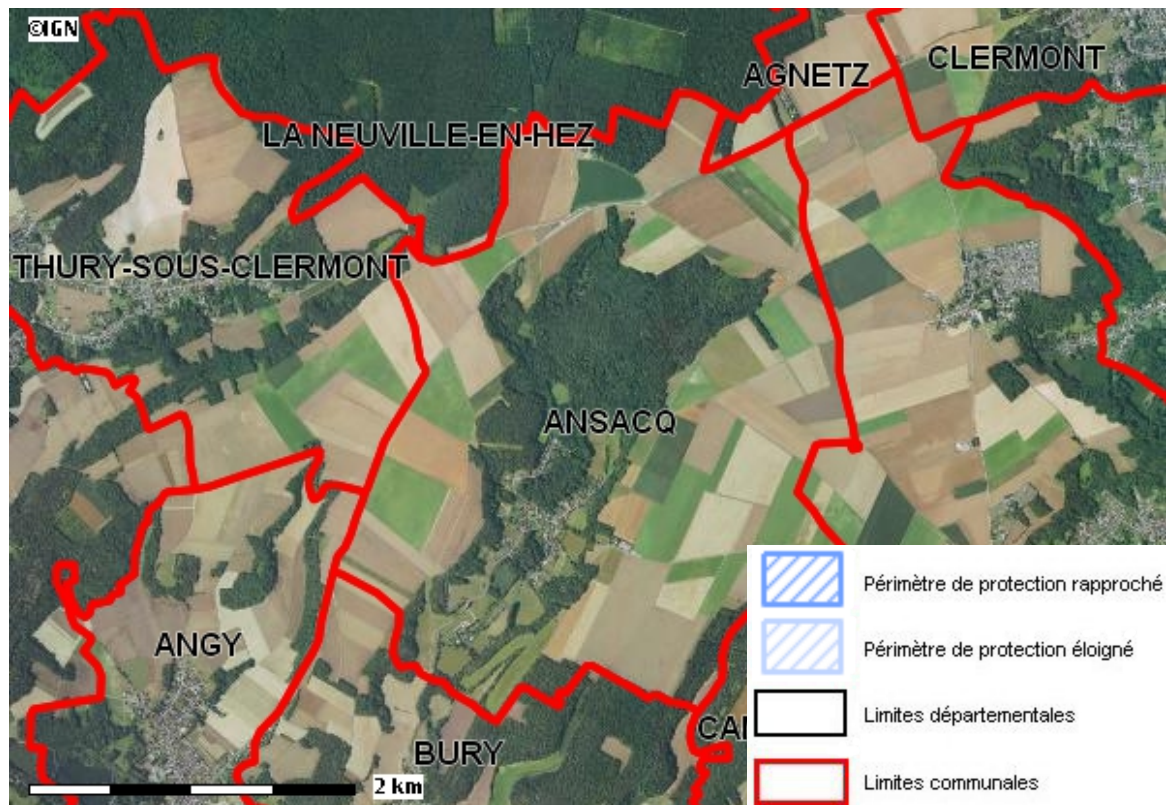 ©IGN
CLERMONT
AGNETZ
LA NEUVILLE-EN-HEZ
THURY-SOUS-CLERMONT
ANSACQ
Périmètre de protection rapproché
Périmètre de protection éloigné
ANGY
Limites départementales
CA
BURY
2 km
Limites communales